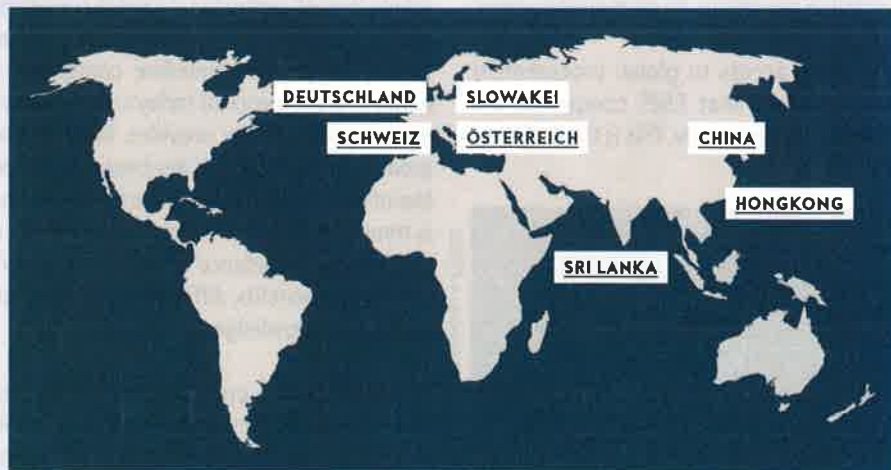 DEUTSCHLAND
SLOWAKEI
SCHWEIZ
ÖSTERREICH
CHINA
HONGKONG
SRI LANKA